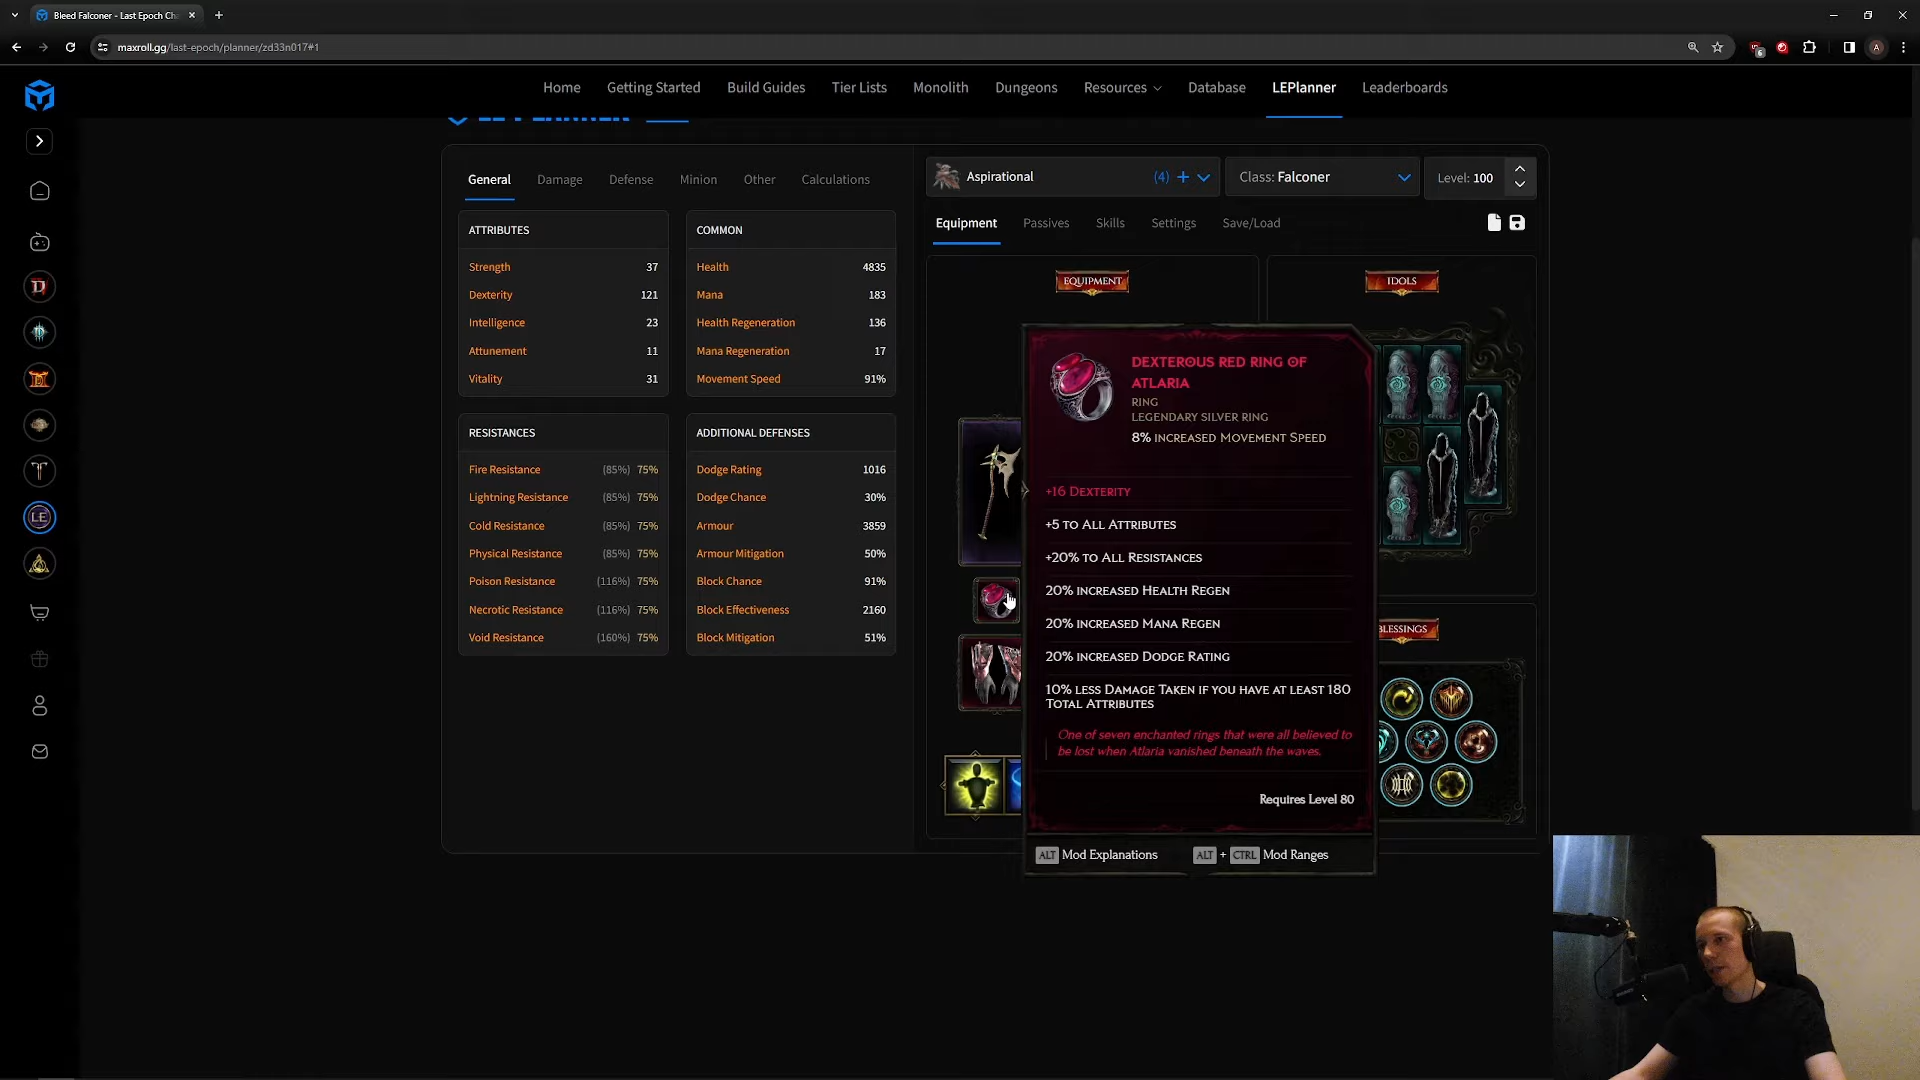 Bleed Falconer - Last Epoch Ch
maxroll.gg/last-epoch/planner/zd33n017#1
6
A
Home
Getting Started
Build Guides
Tier Lists
Monolith
Dungeons
Resources
Database
LEPlanner
Leaderboards
LE PLANNER
General
Damage
Defense
Minion
Other
Calculations
ATTRIBUTES
Strength 37
Dexterity 121
Intelligence 23
Attunement 11
Vitality 31
COMMON
Health 4835
Mana 183
Health Regeneration 136
Mana Regeneration 17
Movement Speed 91%
RESISTANCES
Fire Resistance (85%) 75%
Lightning Resistance (85%) 75%
Cold Resistance (85%) 75%
Physical Resistance (85%) 75%
Poison Resistance (116%) 75%
Necrotic Resistance (116%) 75%
Void Resistance (160%) 75%
ADDITIONAL DEFENSES
Dodge Rating 1016
Dodge Chance 30%
Armour 3859
Armour Mitigation 50%
Block Chance 91%
Block Effectiveness 2160
Block Mitigation 51%
Aspirational (4)
Class: Falconer
Level: 100
Equipment
Passives
Skills
Settings
Save/Load
EQUIPMENT
IDOLS
BLESSINGS
DEXTEROUS RED RING OF
ATLARIA
RING
LEGENDARY SILVER RING
8% INCREASED MOVEMENT SPEED
+16 DEXTERITY
+5 TO ALL ATTRIBUTES
+20% TO ALL RESISTANCES
20% INCREASED HEALTH REGEN
20% INCREASED MANA REGEN
20% INCREASED DODGE RATING
10% LESS DAMAGE TAKEN IF YOU HAVE AT LEAST 180
TOTAL ATTRIBUTES
One of seven enchanted rings that were all believed to
be lost when Atlaria vanished beneath the waves.
Requires Level 80
ALT Mod Explanations
ALT + CTRL Mod Ranges
LE